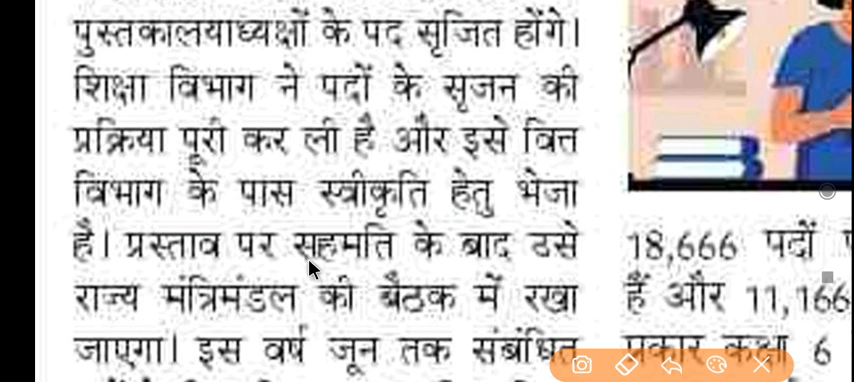 पुस्तकालयाध्यक्षों के पद सृजित होंगे।
शिक्षा विभाग ने पदों के सृजन की
प्रक्रिया पूरी कर ली है और इसे वित्त
विभाग के पास स्वीकृति हेतु भेजा
है। प्रस्ताव पर सहमति के बाद उसे
राज्य मंत्रिमंडल की बैठक में रखा
जाएगा। इस वर्ष जून तक संबंधित
18,666 पदों
हैं और 11,166
प्रकार कक्षा 6